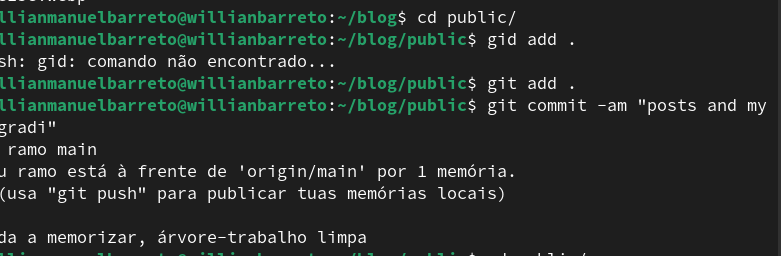 llianmanuelbarreto@willianbarreto:~/blog$ cd public/
llianmanuelbarreto@willianbarreto:~/blog/public$ gid add .
sh: gid: comando não encontrado...
llianmanuelbarreto@willianbarreto:~/blog/public$ git add .
llianmanuelbarreto@willianbarreto:~/blog/public$ git commit -am "posts and my
gradi"
ramo main
u ramo está à frente de 'origin/main' por 1 memória.
(usa "git push" para publicar tuas memórias locais)
da a memorizar, árvore-trabalho limpa